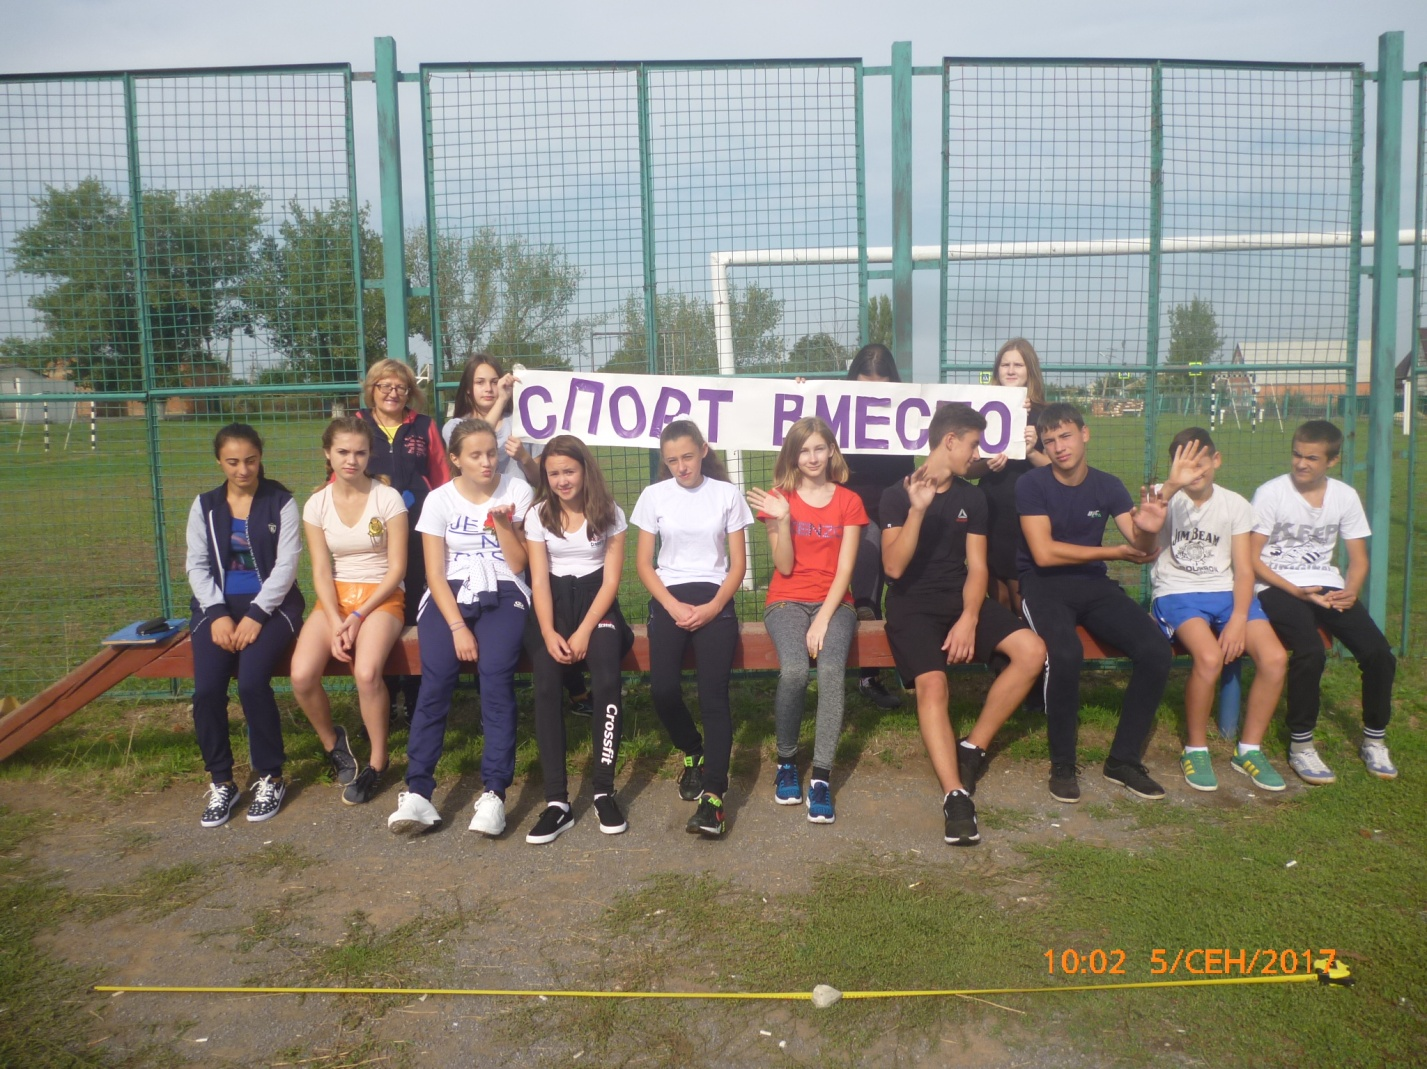 СПОРТ ВМЕСТО
Crossfit
JIM BEAM
10:02 5/СЕН/2017